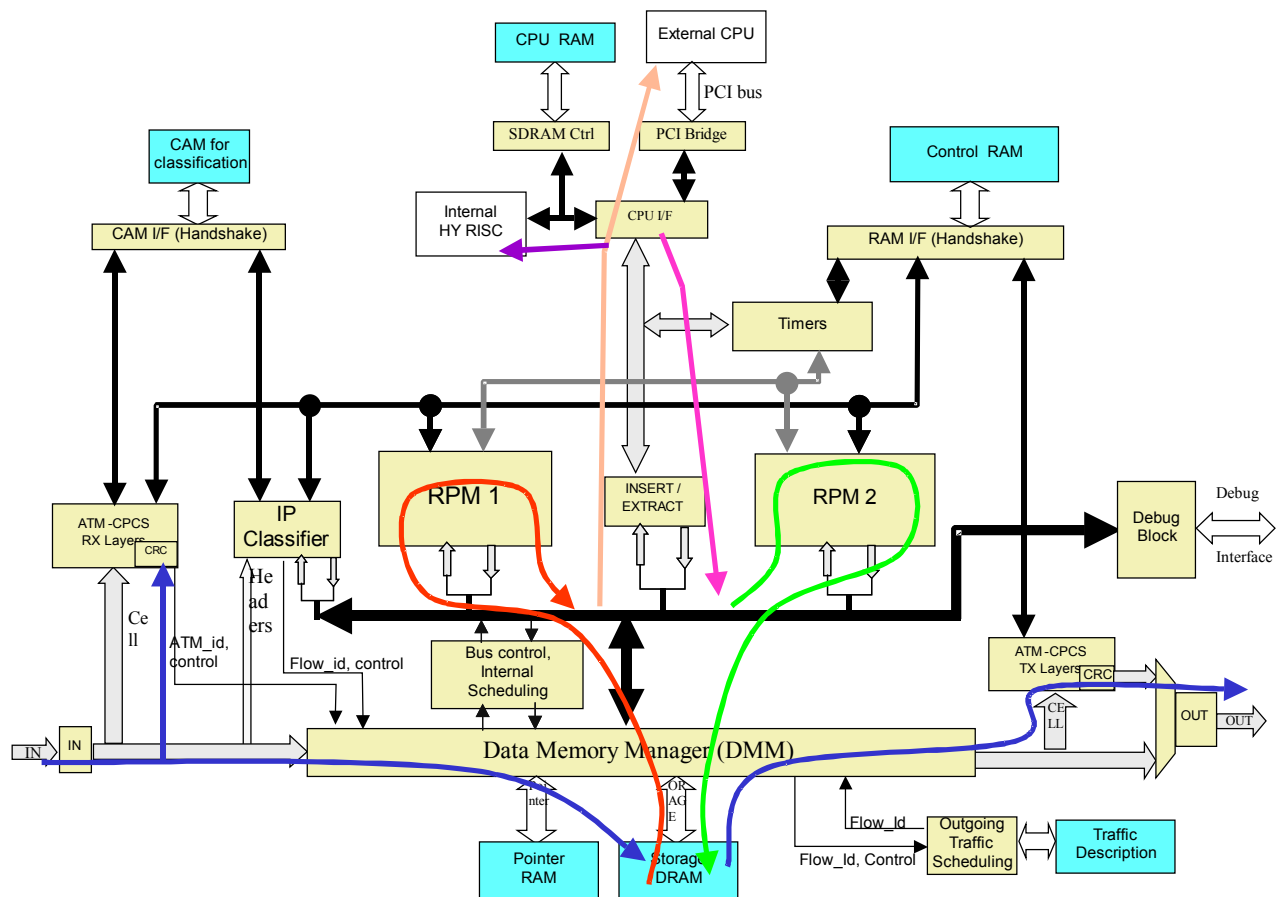 CPU RAM
External CPU
PCI bus
SDRAM Ctrl
PCI Bridge
CAM for
classification
Control RAM
Internal
HY RISC
CPU I/F
CAM I/F (Handshake)
RAM I/F (Handshake)
Timers
RPM 1
INSERT /
EXTRACT
RPM 2
ATM -CPCS
RX Layers
CRC
IP
Classifier
Debug
Block
Debug
Interface
Ce
ll
ATM_id,
control
He
ad
ers
Flow_id, control
Bus control,
Internal
Scheduling
ATM-CPCS
TX Layers
CRC
CE
LL
IN
IN
Data Memory Manager (DMM)
OUT
OUT
nter
OR
AG
E
Flow_Id
Flow_Id, Control
Outgoing
Traffic
Scheduling
Traffic
Description
Pointer
RAM
Storage
DRAM